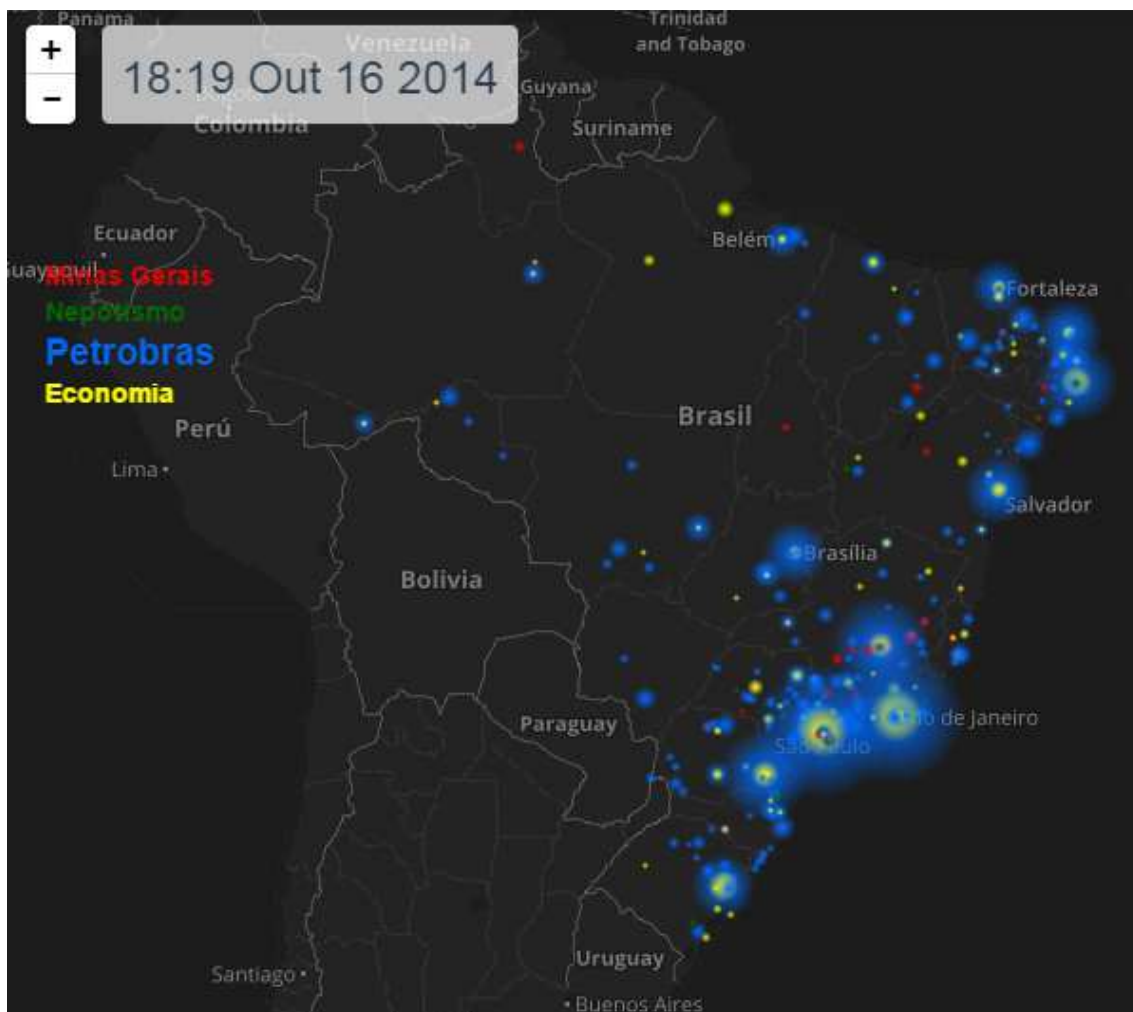 Panama
Trinidad
and Tobago
Venezuela
+
18:19 Out 16 2014
-
Guyana
Colombia
Suriname
Ecuador
Belém
Guayaquil
Minas Gerais
Fortaleza
Nepotismo
Petrobras
Economia
Perú
Brasil
Lima
Salvador
Brasília
Bolivia
Paraguay
Rio de Janeiro
São Paulo
Uruguay
Santiago
Buenos Aires